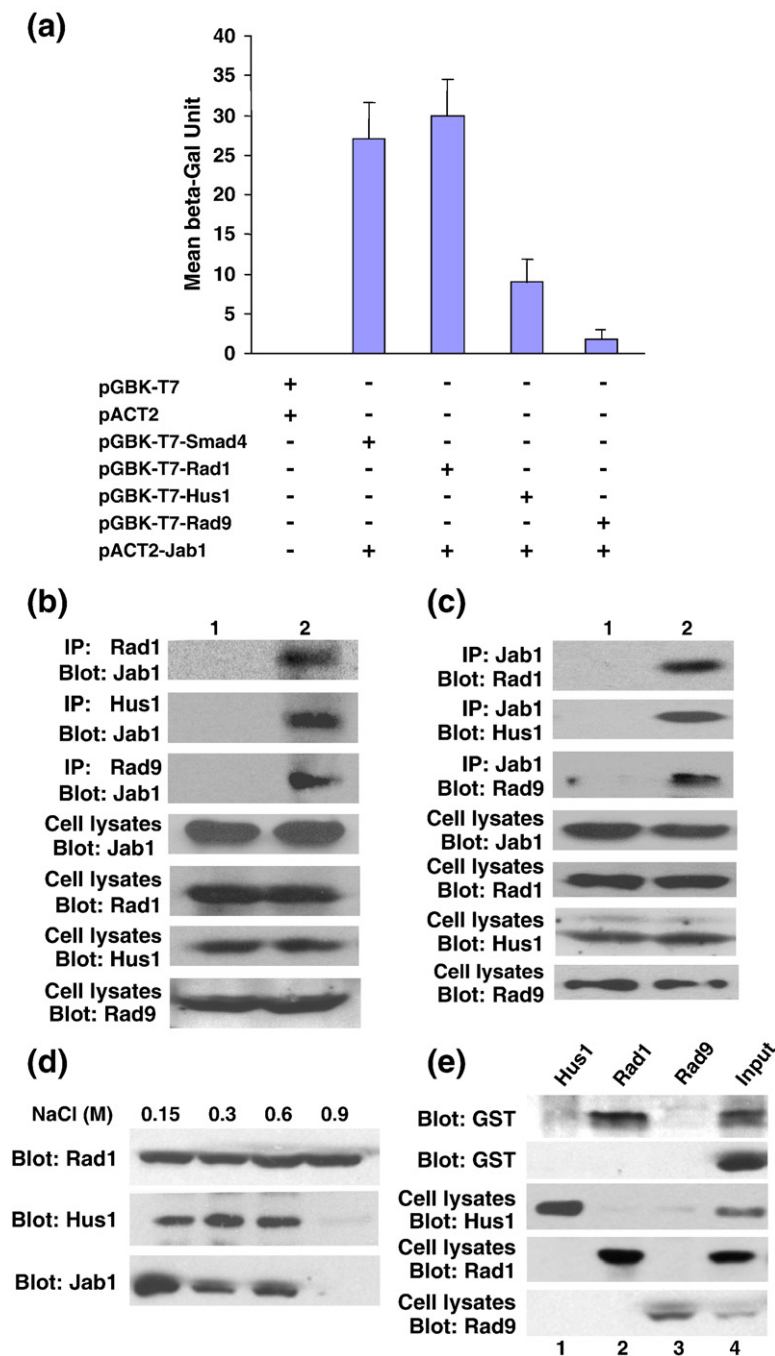 (a)
Mean beta-Gal Unit
40
35
30
25
20
15
10
5
0
pGBK-T7 + - - - -
pACT2 + - - - -
pGBK-T7-Smad4 - + - - -
pGBK-T7-Rad1 - - + - -
pGBK-T7-Hus1 - - - + -
pGBK-T7-Rad9 - - - - +
pACT2-Jab1 - + + + +
(b)
1 2
IP: Rad1
Blot: Jab1
IP: Hus1
Blot: Jab1
IP: Rad9
Blot: Jab1
Cell lysates
Blot: Jab1
Cell lysates
Blot: Rad1
Cell lysates
Blot: Hus1
Cell lysates
Blot: Rad9
(c)
1 2
IP: Jab1
Blot: Rad1
IP: Jab1
Blot: Hus1
IP: Jab1
Blot: Rad9
Cell lysates
Blot: Jab1
Cell lysates
Blot: Rad1
Cell lysates
Blot: Hus1
Cell lysates
Blot: Rad9
(d)
NaCl (M) 0.15 0.3 0.6 0.9
Blot: Rad1
Blot: Hus1
Blot: Jab1
(e)
Hus1 Rad1 Rad9 Input
Blot: GST
Blot: GST
Cell lysates
Blot: Hus1
Cell lysates
Blot: Rad1
Cell lysates
Blot: Rad9
1 2 3 4